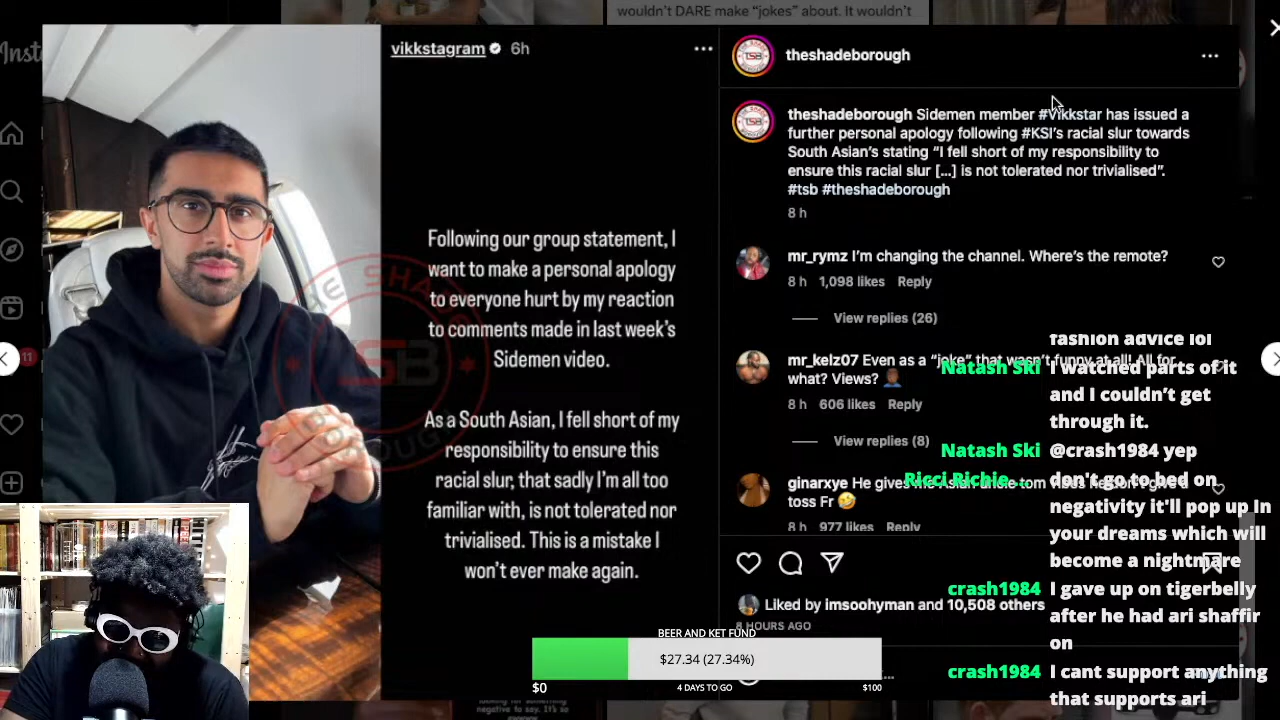 wouldn't DARE make “jokes” about. It wouldn't
Insta
vikkstagram 6h
Following our group statement, I
want to make a personal apology
to everyone hurt by my reaction
to comments made in last week's
Sidemen video.
As a South Asian, I fell short of my
responsibility to ensure this
racial slur, that sadly I'm all too
familiar with, is not tolerated nor
trivialised. This is a mistake I
won't ever make again.
theshadeborough
theshadeborough Sidemen member #Vikkstar has issued a
further personal apology following #KSI's racial slur towards
South Asian's stating “I fell short of my responsibility to
ensure this racial slur [...] is not tolerated nor trivialised”.
#tsb #theshadeborough
8 h
mr_rymz I'm changing the channel. Where's the remote?
8 h 1,098 likes Reply
View replies (26)
mr_kelz07 Even as a “joke” that wasn't funny at all! All for
what? Views?
8 h 606 likes Reply
View replies (8)
ginarxye He gives
toss Fr
8 h 977 likes Reply
Liked by imsoohyman and 10,508 others
8 HOURS AGO
11
fashion advice lol
Natash Ski I watched parts of it
and I couldn't get
through it.
Natash Ski @crash1984 yep
Ricci Richie... don't go to bed on
negativity it'll pop up In
your dreams which will
become a nightmare
crash1984 I gave up on tigerbelly
after he had ari shaffir
on
crash1984 I cant support anything
that supports ari
BEER AND KET FUND
$27.34 (27.34%)
$0 4 DAYS TO GO $100